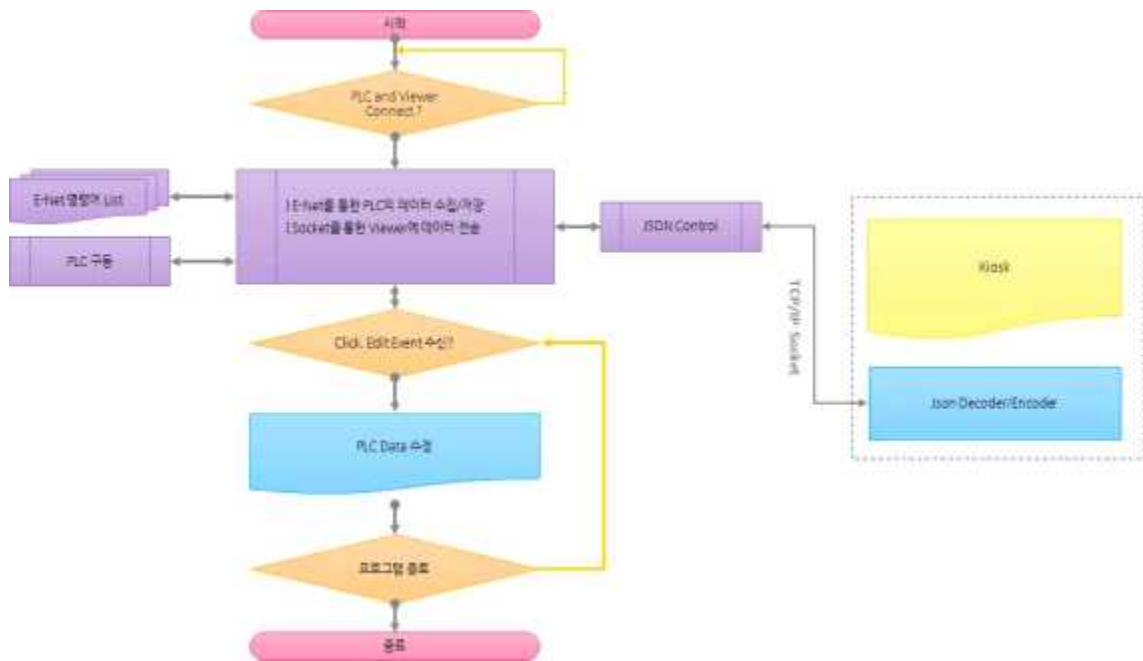 시작
PLC and Viewer
Connect ?
E-Net 명령어 List
E-Net를 통한 PLC의 데이터 수집/저장
Socket를 통한 Viewer에 데이터 전송
PLC 구동
JSON Control
Kiosk
TCP/IP Socket
Click, Edit Event 수신?
Json Decoder/Encoder
PLC Data 수정
프로그램 종료
종료